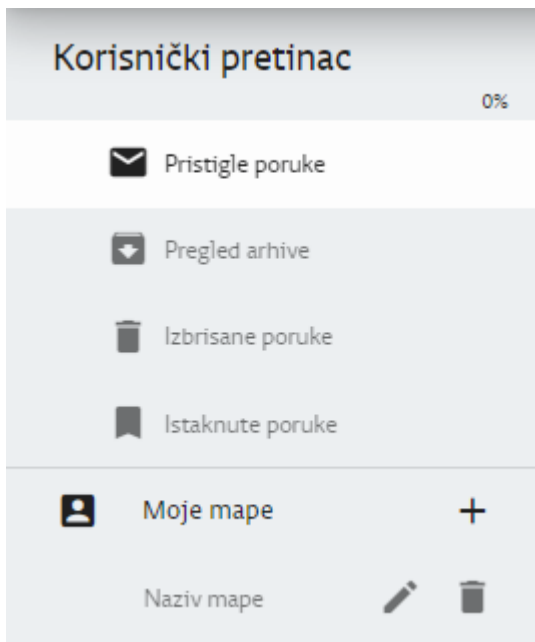 Korisnički pretinac
0%
Pristigle poruke
Pregled arhive
Izbrisane poruke
Istaknute poruke
Moje mape
Naziv mape